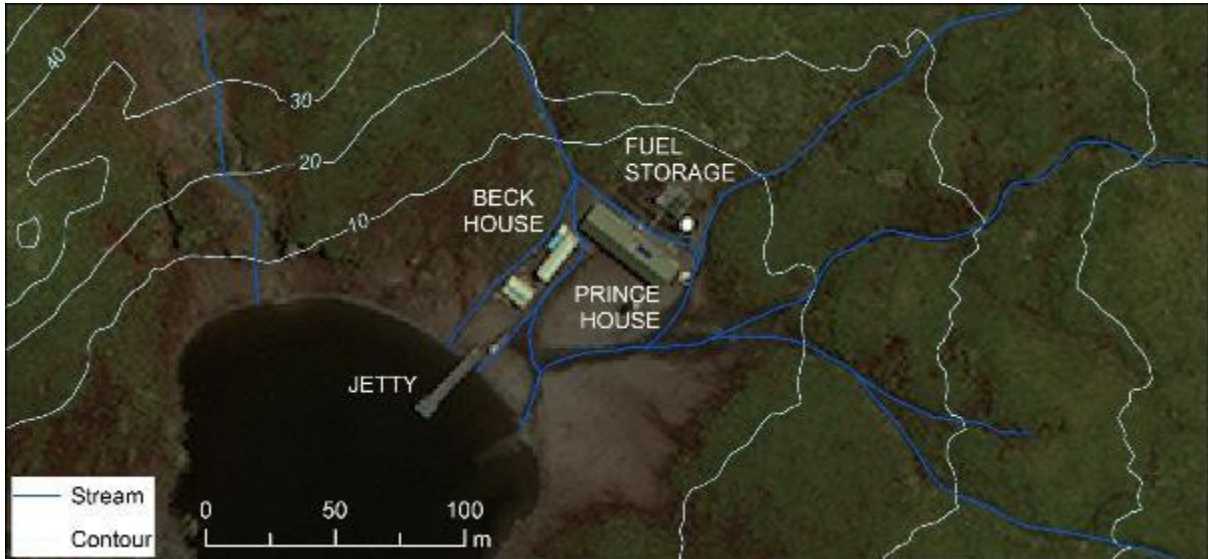 40
30
20
10
FUEL
STORAGE
BECK
HOUSE
PRINCE
HOUSE
JETTY
Stream
Contour
0 50 100
m